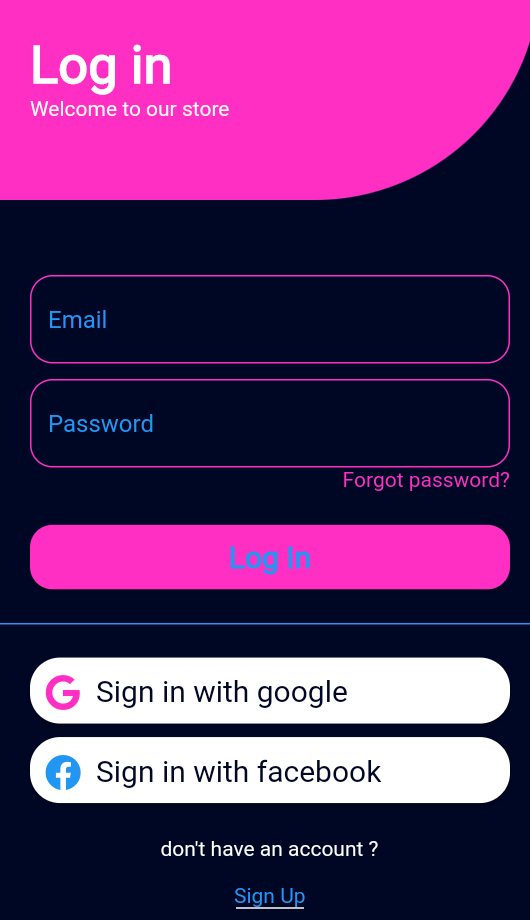 Log in
Welcome to our store
Email
Password
Forgot password?
Log In
Sign in with google
Sign in with facebook
don't have an account ?
Sign Up